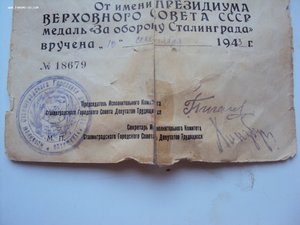 От имени ПРЕЗИДИУМА
ВЕРХОВНОГО СОВЕТА СССР
медаль „За оборону Сталинграда"
вручена 1943 г.
№ 18679
Председатель Исполнительного Комитета
Сталинградского Городского Совета Депутатов Трудящихся
М. П.
Секретарь Исполнительного Комитета
Сталинградского Городского Совета Депутатов Трудящихся